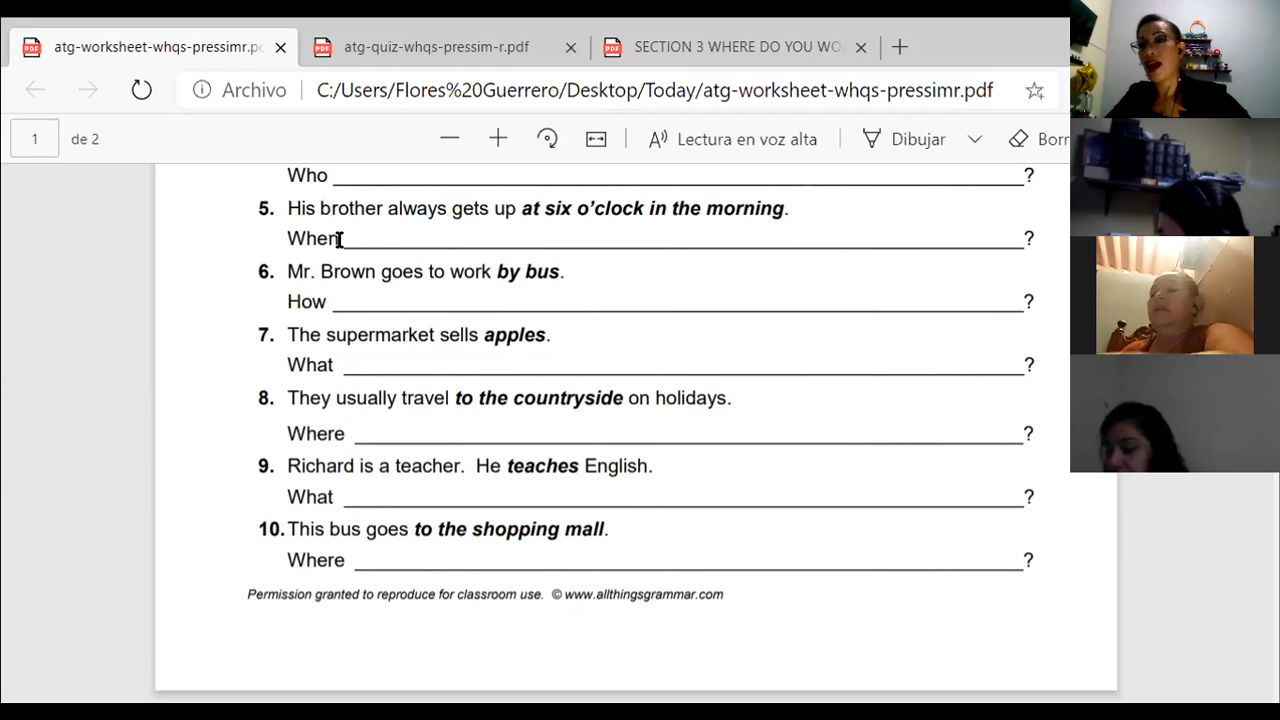 atg-worksheet-whqs-pressimr.pd
atg-quiz-whqs-pressimr.pdf
SECTION 3 WHERE DO YOU WO
Archivo
C:/Users/Flores%20Guerrero/Desktop/Today/atg-worksheet-whqs-pressimr.pdf
1 de 2
Lectura en voz alta
Dibujar
Borr
Who ?
5. His brother always gets up at six o'clock in the morning.
When ?
6. Mr. Brown goes to work by bus.
How ?
7. The supermarket sells apples.
What ?
8. They usually travel to the countryside on holidays.
Where ?
9. Richard is a teacher. He teaches English.
What ?
10. This bus goes to the shopping mall.
Where ?
Permission granted to reproduce for classroom use. © www.allthingsgrammar.com